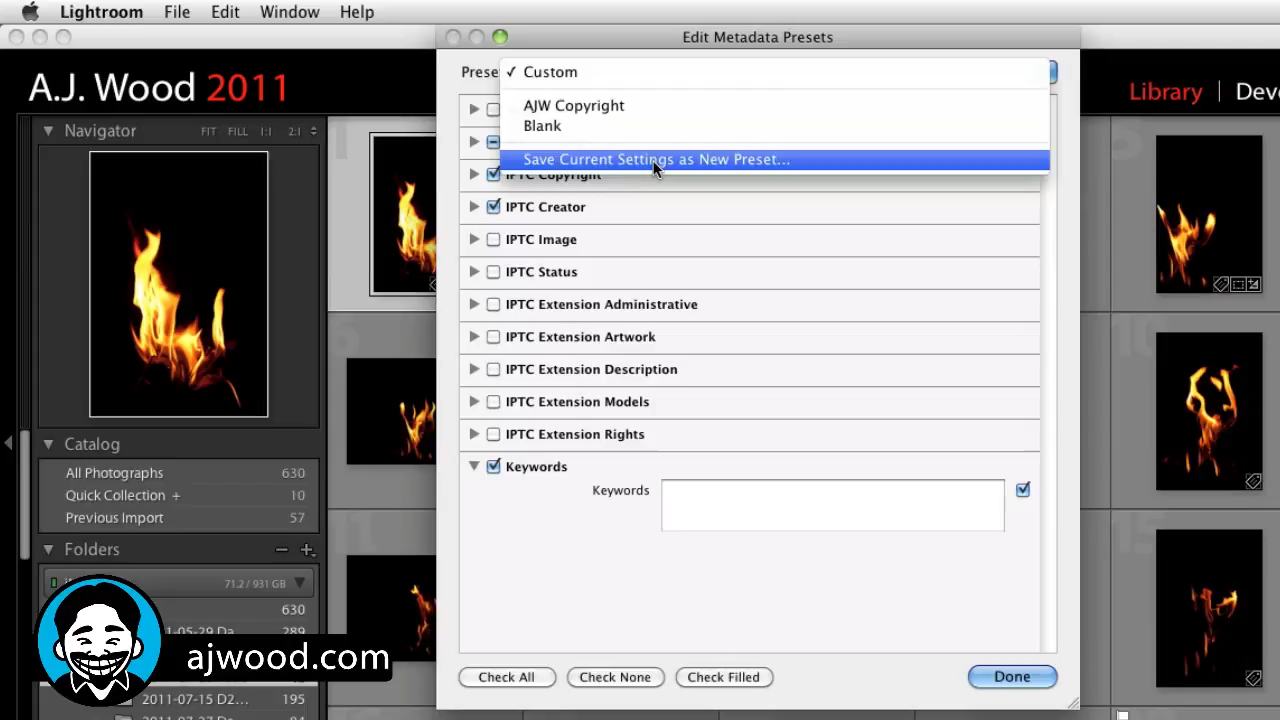 Lightroom File Edit Window Help
Edit Metadata Presets
A.J. Wood 2011
Library | Deve
Prese ✓ Custom
AJW Copyright
Blank
Save Current Settings as New Preset...
IPTC Copyright
IPTC Creator
IPTC Image
IPTC Status
IPTC Extension Administrative
IPTC Extension Artwork
IPTC Extension Description
IPTC Extension Models
IPTC Extension Rights
Keywords
Keywords
Check All Check None Check Filled Done
Navigator FIT FILL 1:1 2:1
Catalog
All Photographs 630
Quick Collection + 10
Previous Import 57
Folders
71.2 / 931 GB
630
289
ajwood.com
195
2011-07-15 D2...